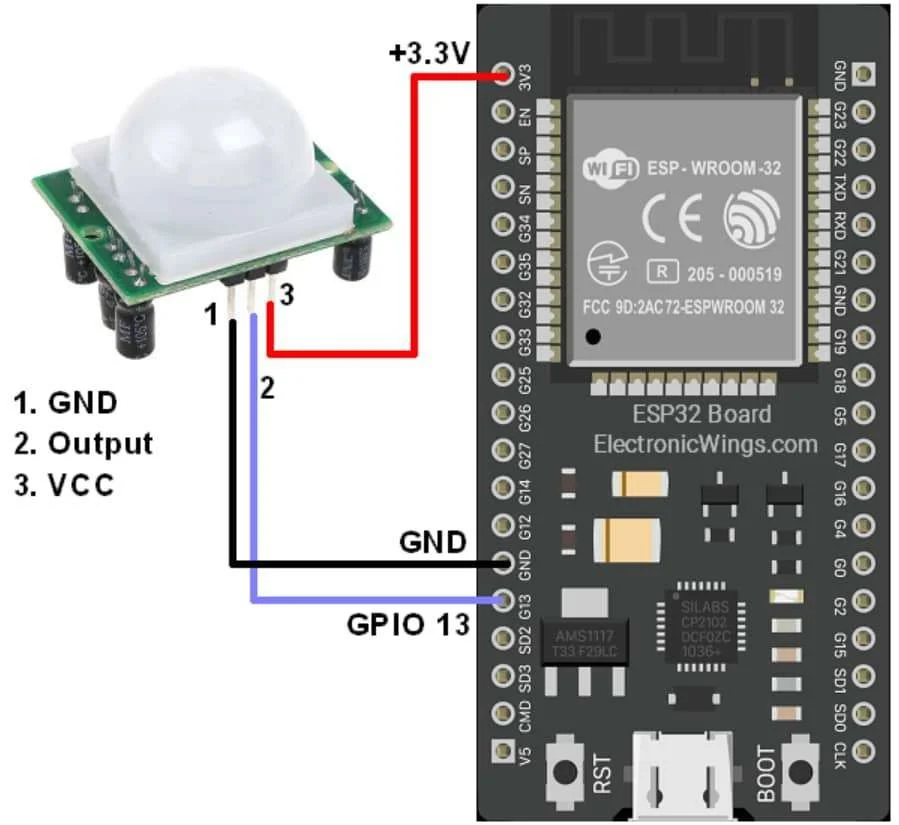 +3.3V
1
3
2
1. GND
2. Output
3. VCC
GND
GPIO 13
3V3
EN
SP
SN
G34
G35
G32
G33
G25
G26
G27
G14
G12
GND
G13
SD2
SD3
CMD
V5
WiFi ESP - WROOM -32
CE
R 205 - 000519
FCC 9D:2AC72-ESPWROOM 32
ESP32 Board
ElectronicWings.com
AMS1117
T33 F29LC
SILABS
CP2102
DCF0ZC
1036+
RST
BOOT
GND
G23
G22
TXD
RXD
G21
GND
G19
G18
G5
G17
G16
G4
G0
G2
G15
SD1
SD0
CLK